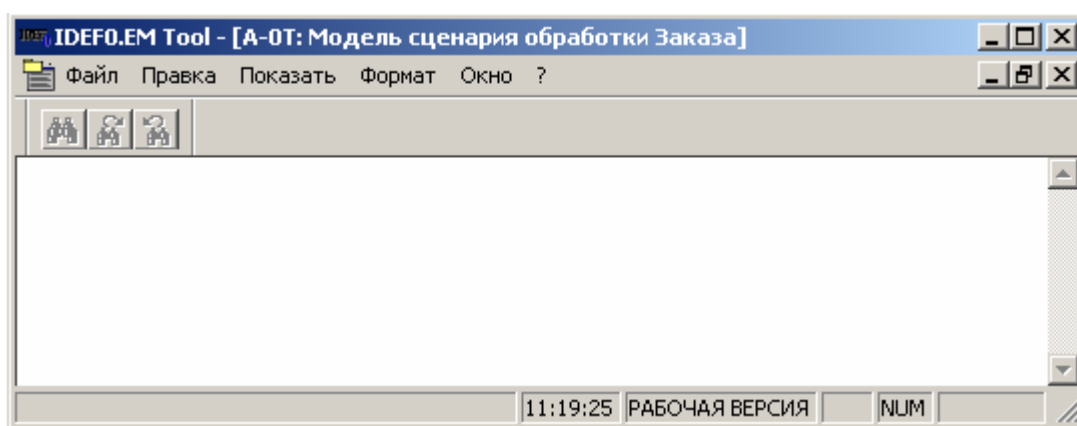 IDEF0.EM Tool - [A-0T: Модель сценария обработки Заказа]
Файл Правка Показать Формат Окно ?
11:19:25 РАБОЧАЯ ВЕРСИЯ NUM